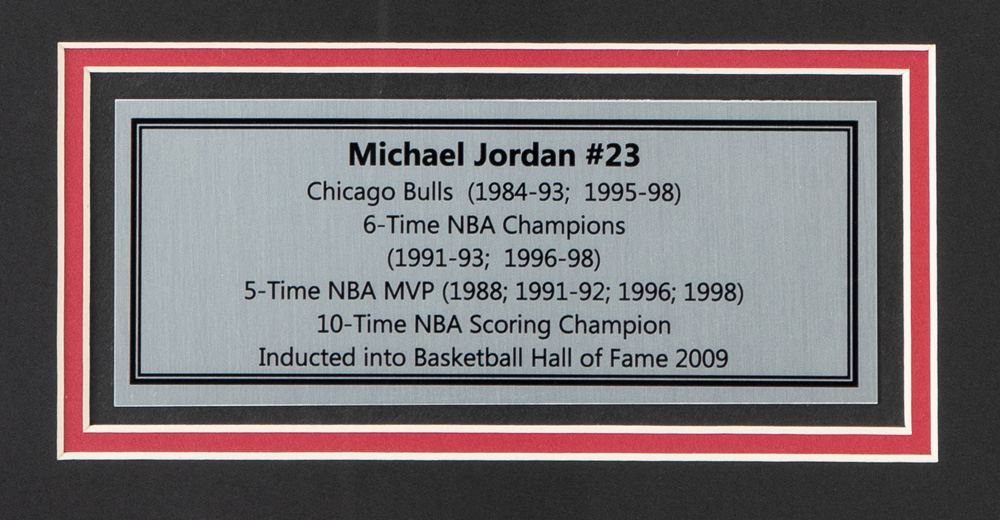 Michael Jordan #23
Chicago Bulls (1984-93; 1995-98)
6-Time NBA Champions
(1991-93; 1996-98)
5-Time NBA MVP (1988; 1991-92; 1996; 1998)
10-Time NBA Scoring Champion
Inducted into Basketball Hall of Fame 2009